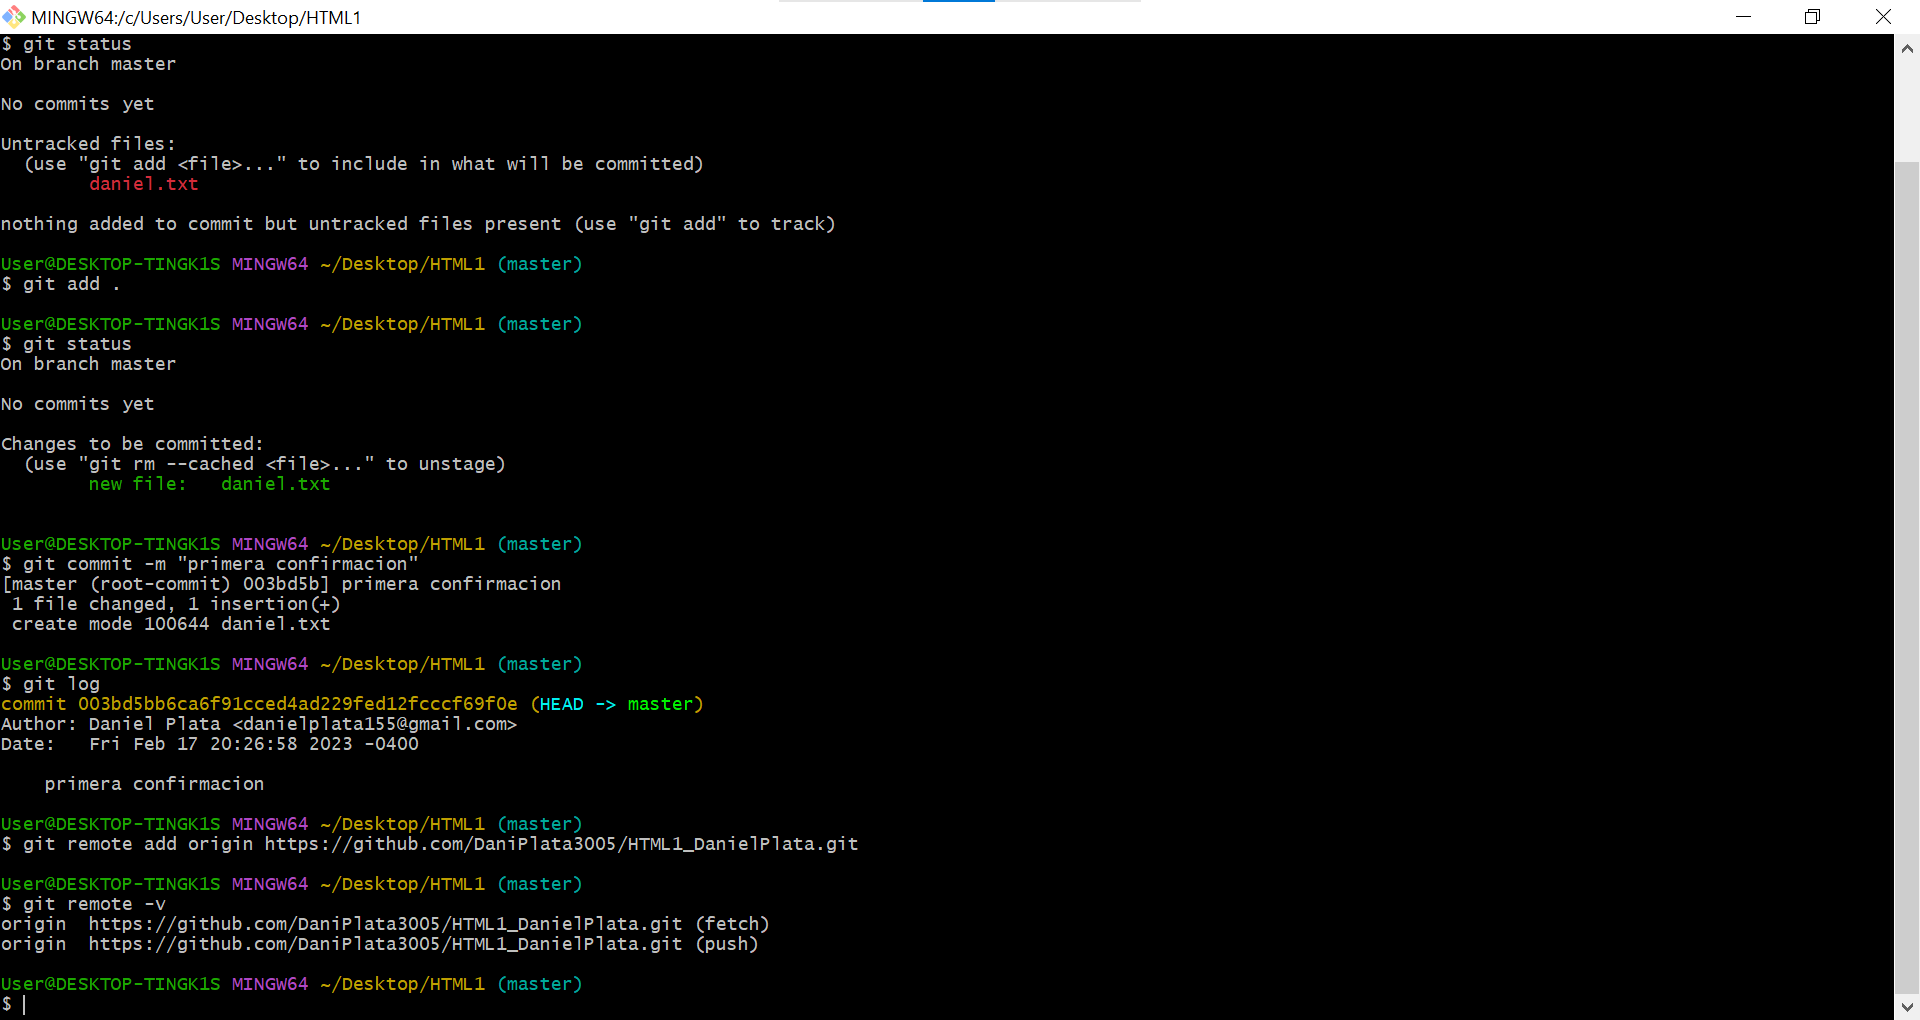 MINGW64:/c/Users/User/Desktop/HTML1
$ git status
On branch master
No commits yet
Untracked files:
  (use "git add <file>..." to include in what will be committed)
        daniel.txt
nothing added to commit but untracked files present (use "git add" to track)
User@DESKTOP-TINGK1S MINGW64 ~/Desktop/HTML1 (master)
$ git add .
User@DESKTOP-TINGK1S MINGW64 ~/Desktop/HTML1 (master)
$ git status
On branch master
No commits yet
Changes to be committed:
  (use "git rm --cached <file>..." to unstage)
        new file:   daniel.txt
User@DESKTOP-TINGK1S MINGW64 ~/Desktop/HTML1 (master)
$ git commit -m "primera confirmacion"
[master (root-commit) 003bd5b] primera confirmacion
 1 file changed, 1 insertion(+)
 create mode 100644 daniel.txt
User@DESKTOP-TINGK1S MINGW64 ~/Desktop/HTML1 (master)
$ git log
commit 003bd5bb6ca6f91cced4ad229fed12fcccf69f0e (HEAD -> master)
Author: Daniel Plata <danielplata155@gmail.com>
Date:   Fri Feb 17 20:26:58 2023 -0400
    primera confirmacion
User@DESKTOP-TINGK1S MINGW64 ~/Desktop/HTML1 (master)
$ git remote add origin https://github.com/DaniPlata3005/HTML1_DanielPlata.git
User@DESKTOP-TINGK1S MINGW64 ~/Desktop/HTML1 (master)
$ git remote -v
origin  https://github.com/DaniPlata3005/HTML1_DanielPlata.git (fetch)
origin  https://github.com/DaniPlata3005/HTML1_DanielPlata.git (push)
User@DESKTOP-TINGK1S MINGW64 ~/Desktop/HTML1 (master)
$